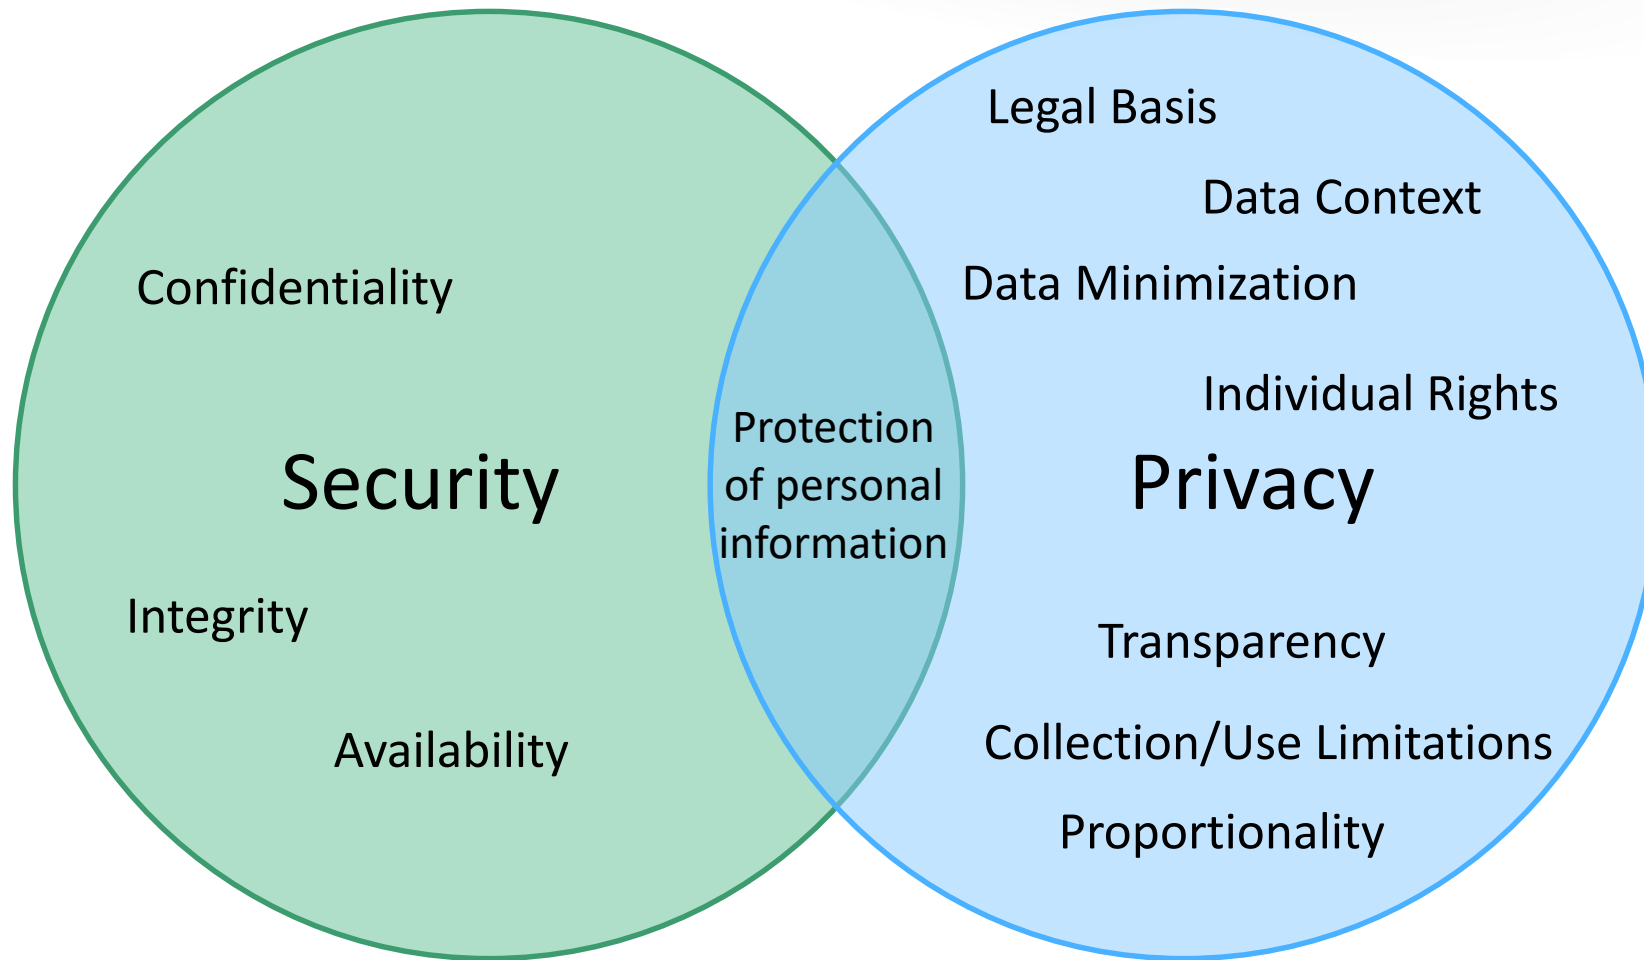 Confidentiality
Security
Integrity
Availability
Protection
of personal
information
Legal Basis
Data Context
Data Minimization
Individual Rights
Privacy
Transparency
Collection/Use Limitations
Proportionality